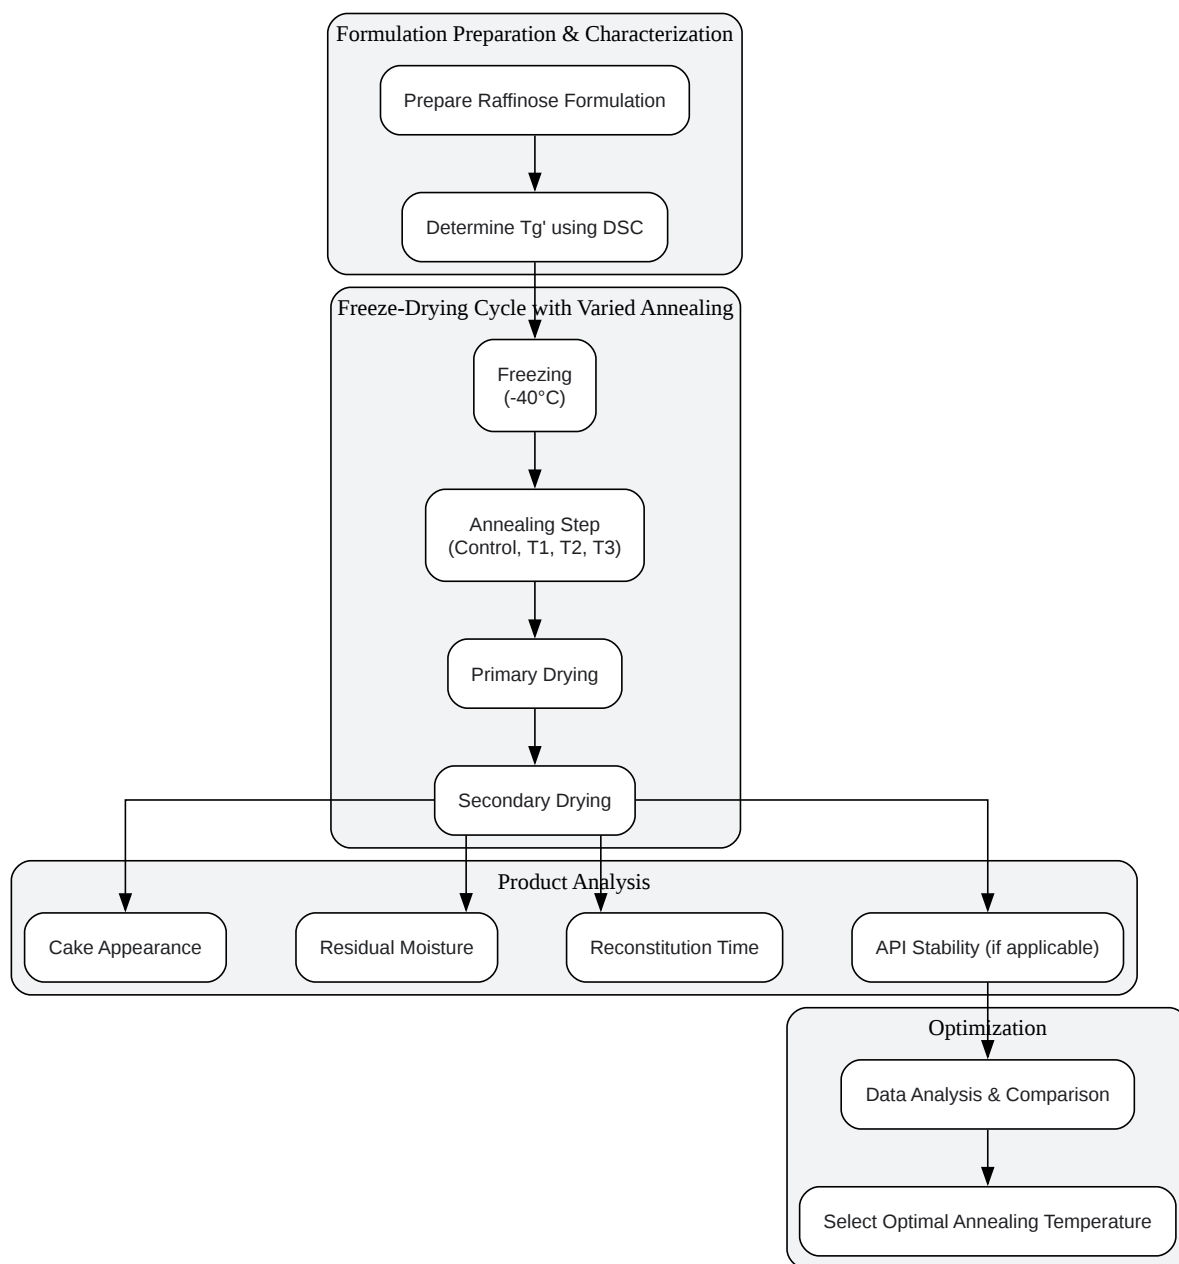 Formulation Preparation & Characterization
Prepare Raffinose Formulation
Determine Tg' using DSC
Freeze-Drying Cycle with Varied Annealing
Freezing
(-40°C)
Annealing Step
(Control, T1, T2, T3)
Primary Drying
Secondary Drying
Product Analysis
Cake Appearance
Residual Moisture
Reconstitution Time
API Stability (if applicable)
Optimization
Data Analysis & Comparison
Select Optimal Annealing Temperature